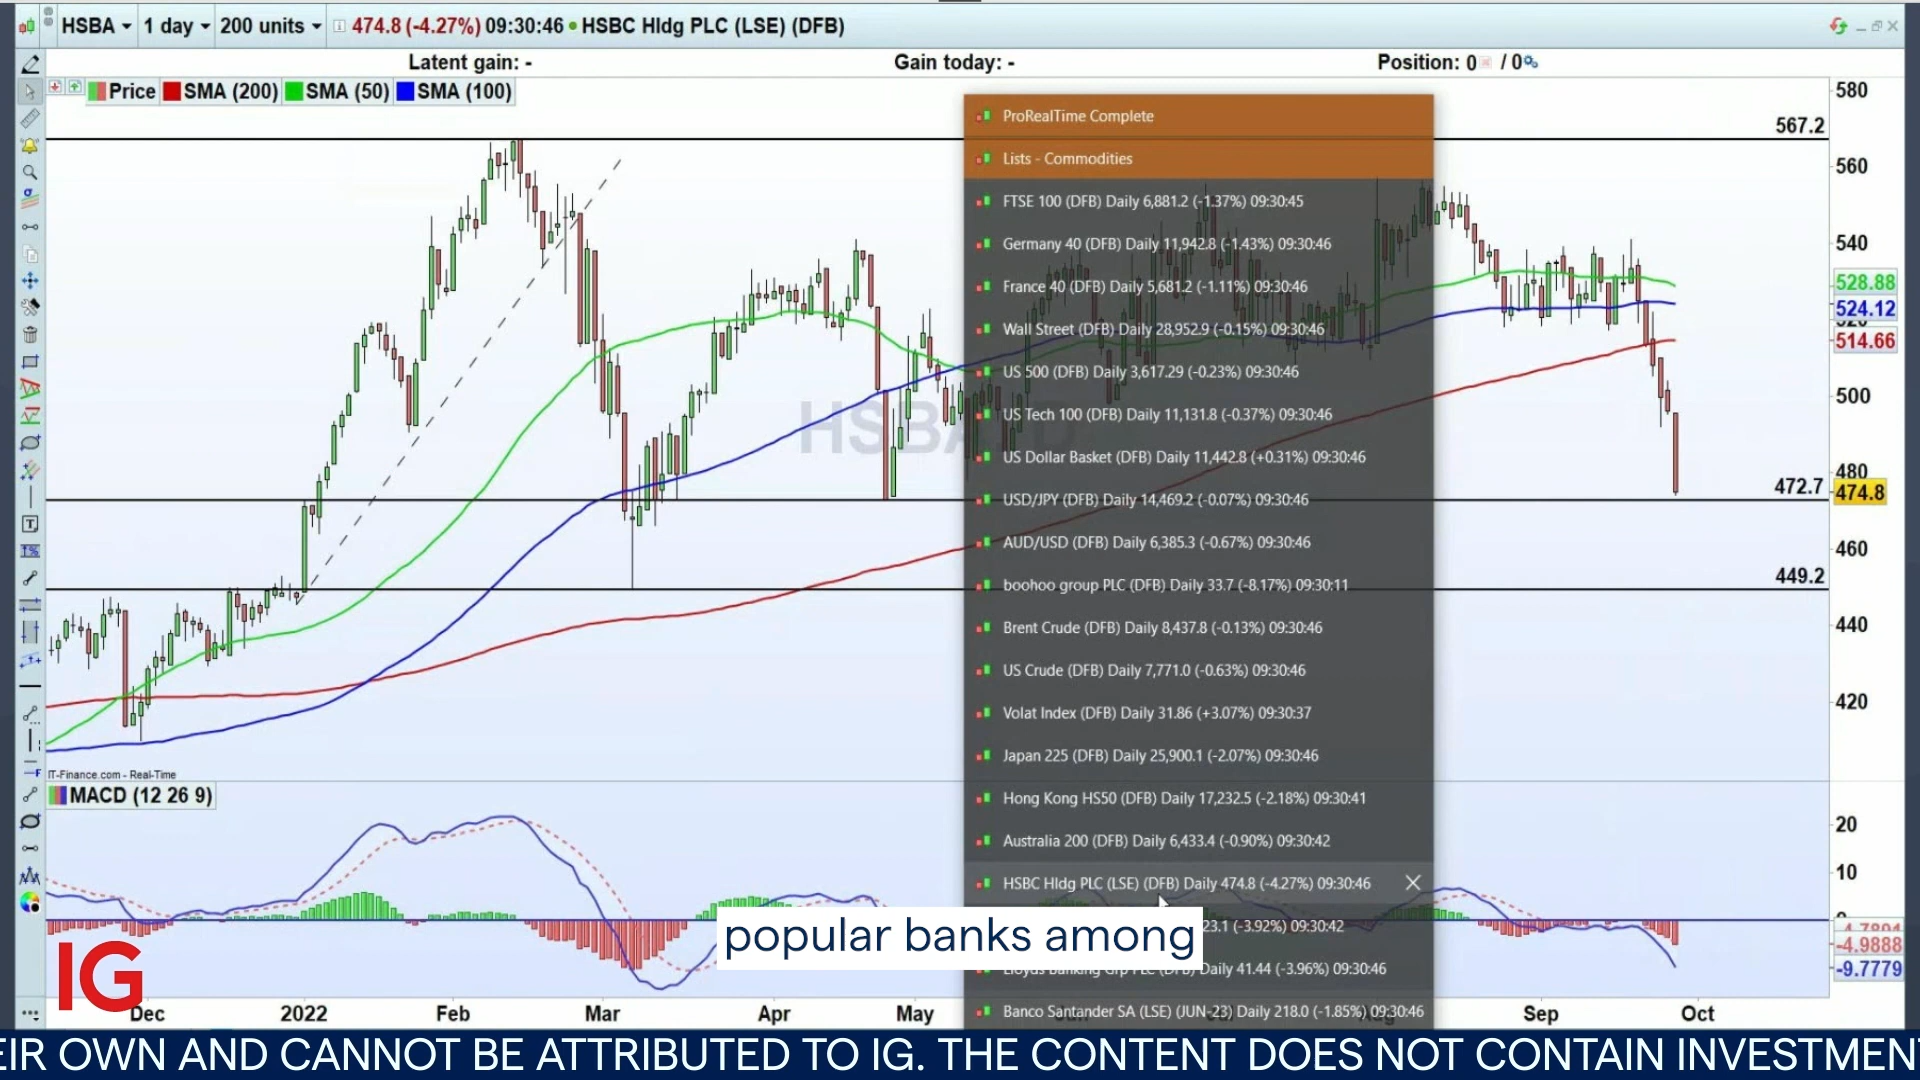 HSBA 1 day 200 units 474.8 (-4.27%) 09:30:46 HSBC Hldg PLC (LSE) (DFB)
Latent gain: - Gain today: - Position: 0 / 0
Price SMA (200) SMA (50) SMA (100)
580
567.2
560
540
528.88
524.12
514.66
500
480
472.7
474.8
460
449.2
440
420
ProRealTime Complete
Lists - Commodities
FTSE 100 (DFB) Daily 6,881.2 (-1.37%) 09:30:45
Germany 40 (DFB) Daily 11,942.8 (-1.43%) 09:30:46
France 40 (DFB) Daily 5,681.2 (-1.11%) 09:30:46
Wall Street (DFB) Daily 28,952.9 (-0.15%) 09:30:46
US 500 (DFB) Daily 3,617.29 (-0.23%) 09:30:46
US Tech 100 (DFB) Daily 11,131.8 (-0.37%) 09:30:46
US Dollar Basket (DFB) Daily 11,442.8 (+0.31%) 09:30:46
USD/JPY (DFB) Daily 14,469.2 (-0.07%) 09:30:46
AUD/USD (DFB) Daily 6,385.3 (-0.67%) 09:30:46
boohoo group PLC (DFB) Daily 33.7 (-8.17%) 09:30:11
Brent Crude (DFB) Daily 8,437.8 (-0.13%) 09:30:46
US Crude (DFB) Daily 7,771.0 (-0.63%) 09:30:46
Volat Index (DFB) Daily 31.86 (+3.07%) 09:30:37
Japan 225 (DFB) Daily 25,900.1 (-2.07%) 09:30:46
Hong Kong HS50 (DFB) Daily 17,232.5 (-2.18%) 09:30:41
Australia 200 (DFB) Daily 6,433.4 (-0.90%) 09:30:42
HSBC Hldg PLC (LSE) (DFB) Daily 474.8 (-4.27%) 09:30:46
23.1 (-3.92%) 09:30:42
Lloyds Banking Grp PLC (DFB) Daily 41.44 (-3.96%) 09:30:46
Banco Santander SA (LSE) (JUN-23) Daily 218.0 (-1.85%) 09:30:46
IT-Finance.com - Real-Time
MACD (12 26 9)
20
10
0
-4.9888
-9.7779
popular banks among
IG
Dec 2022 Feb Mar Apr May Sep Oct
EIR OWN AND CANNOT BE ATTRIBUTED TO IG. THE CONTENT DOES NOT CONTAIN INVESTMEN